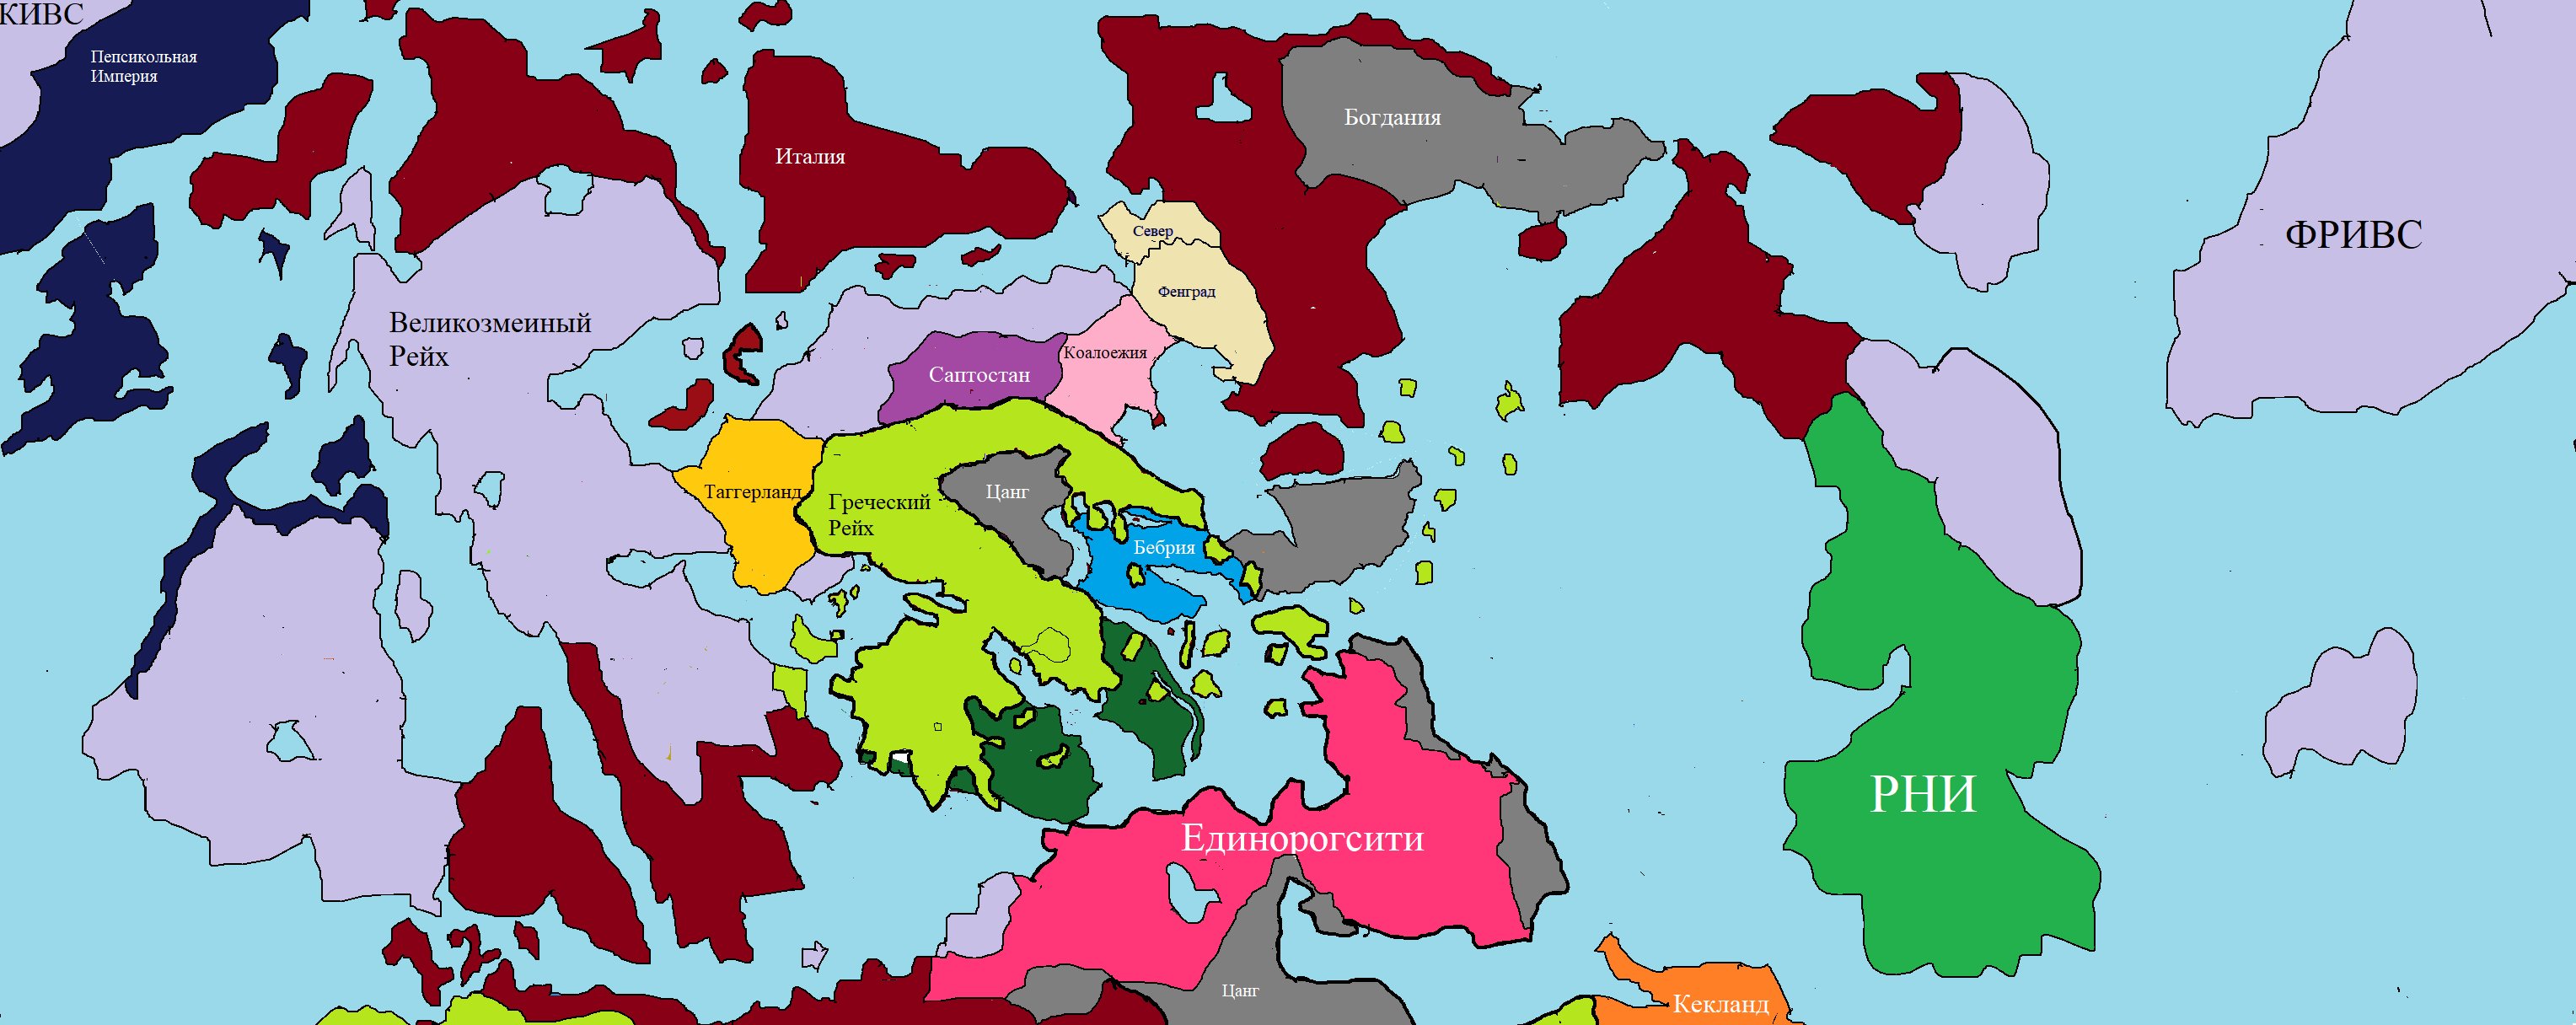 КИВС
Пепсикольная
Империя
Богдания
Италия
Север
ФРИВС
Фенград
Великозмеиный
Рейх
Коалоежия
Саптостан
Таггерланд
Цанг
Греческий
Рейх
Бебрия
РНИ
Единорогсити
Цанг
Кекланд